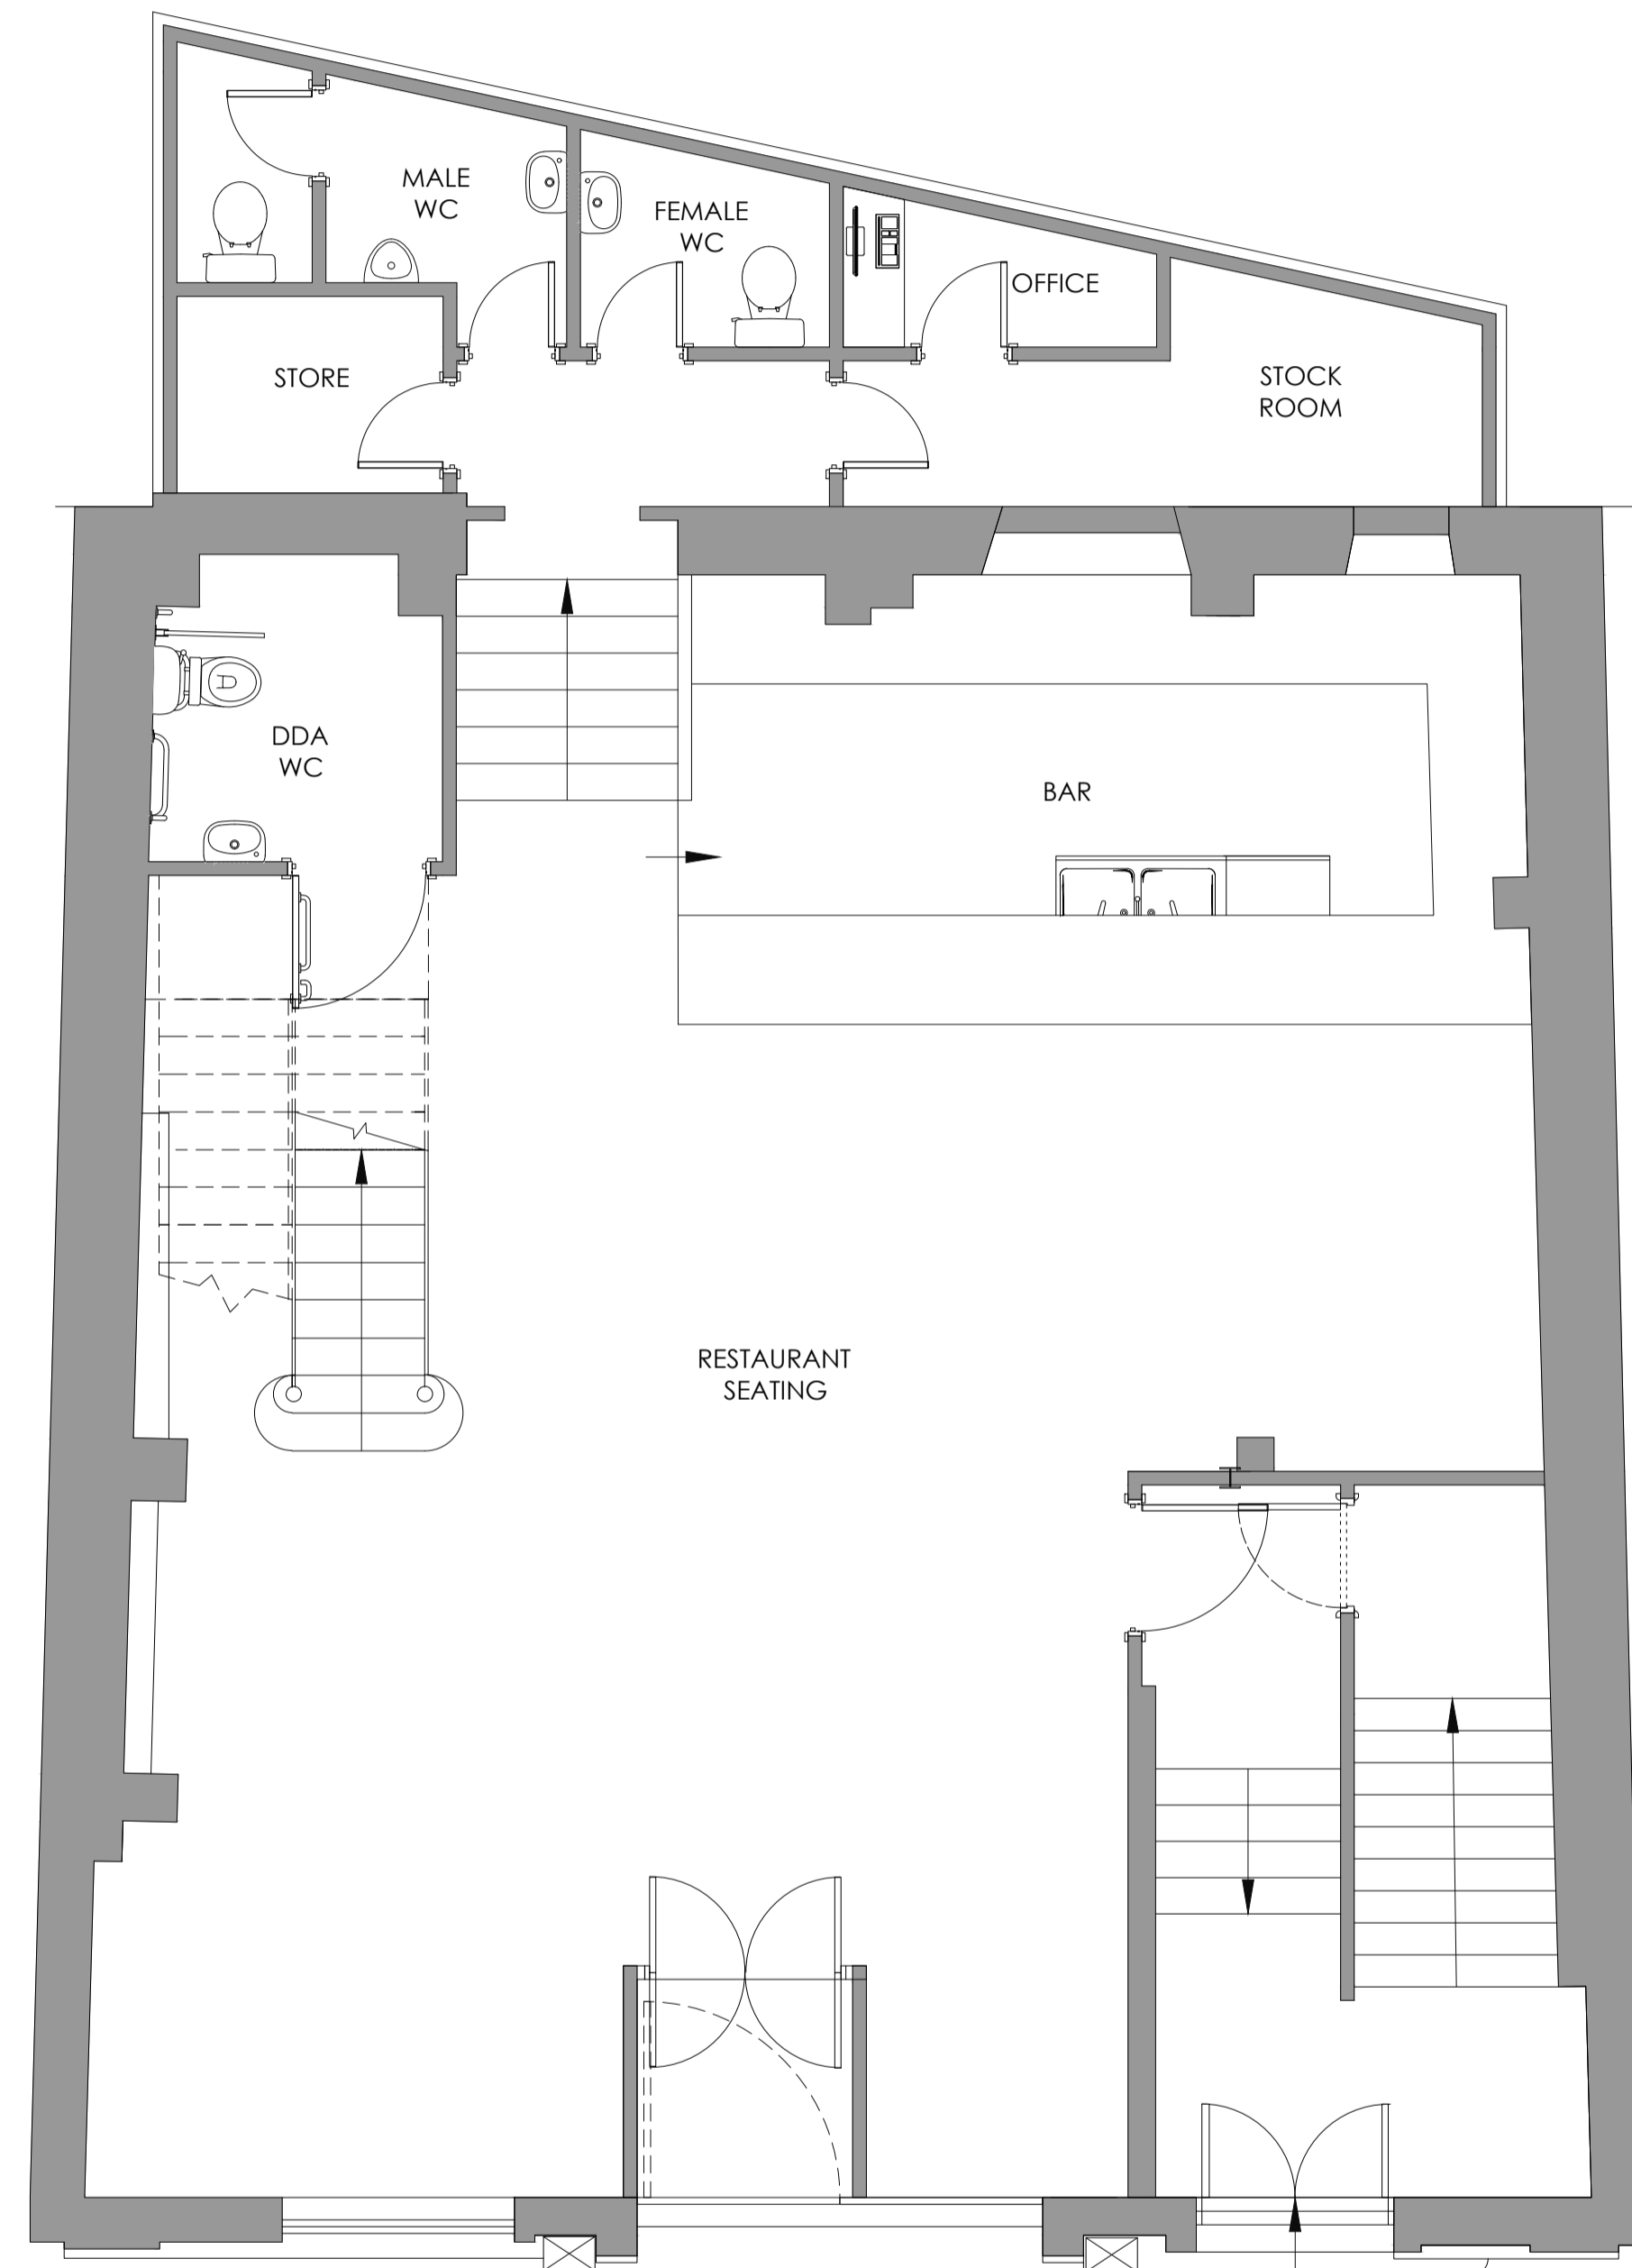 MALE
WC
FEMALE
WC
OFFICE
STORE
STOCK
ROOM
DDA
WC
BAR
RESTAURANT
SEATING